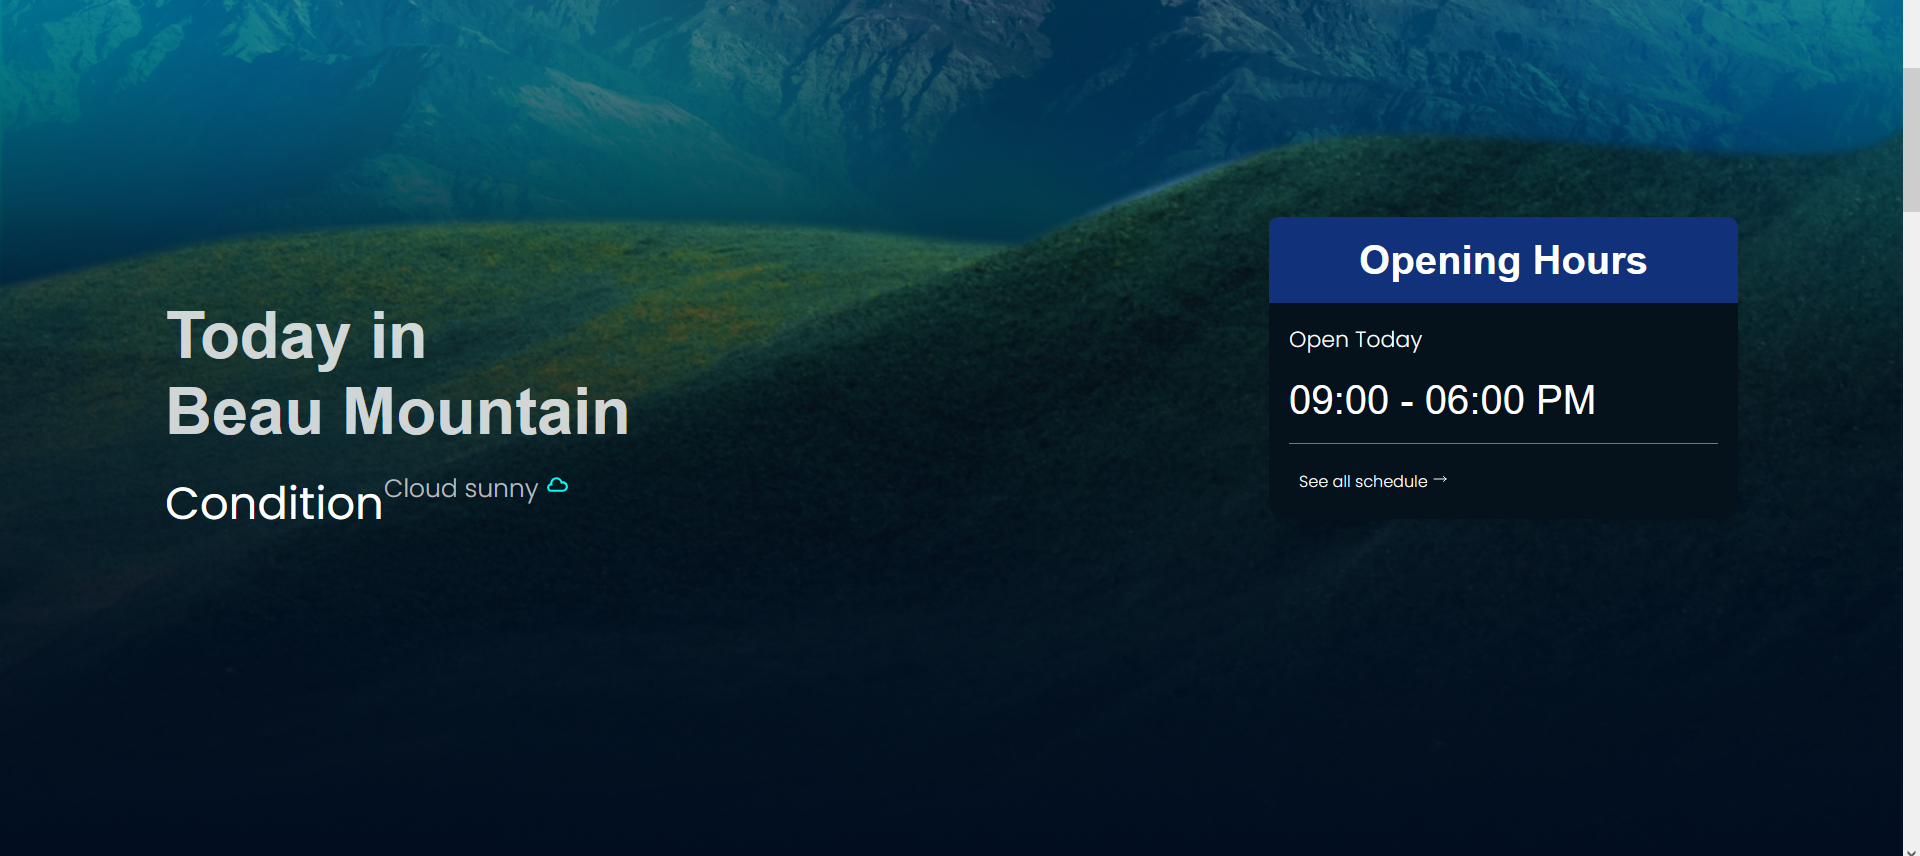 Today in
Beau Mountain
Condition Cloud sunny
Opening Hours
Open Today
09:00 - 06:00 PM
See all schedule →